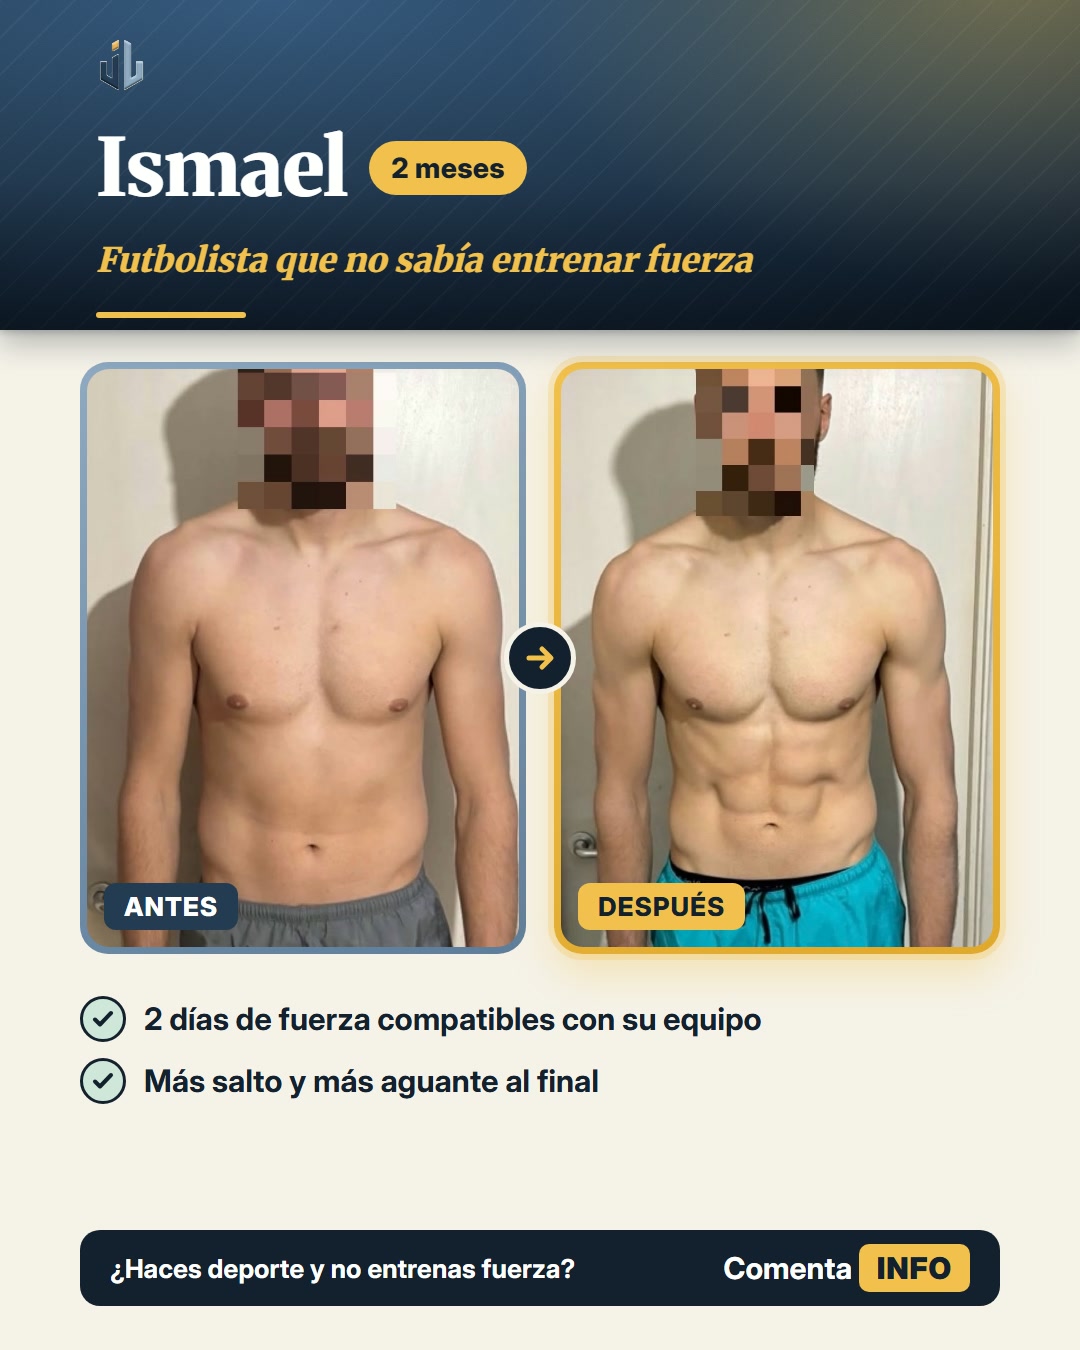 Ismael 2 meses
Futbolista que no sabía entrenar fuerza
ANTES
DESPUÉS
2 días de fuerza compatibles con su equipo
Más salto y más aguante al final
¿Haces deporte y no entrenas fuerza? Comenta INFO